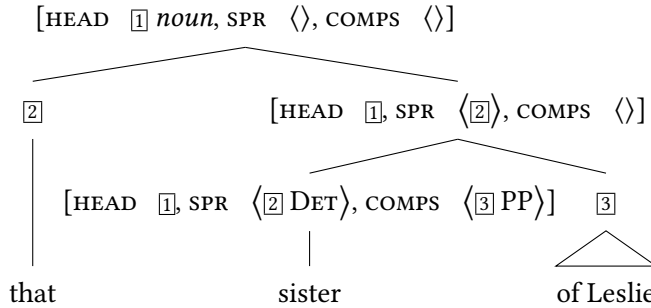 [HEAD 1 noun, SPR ⟨⟩, COMPS ⟨⟩]
2 [HEAD 1, SPR ⟨2⟩, COMPS ⟨⟩]
[HEAD 1, SPR ⟨2 DET⟩, COMPS ⟨3 PP⟩] 3
that sister of Leslie